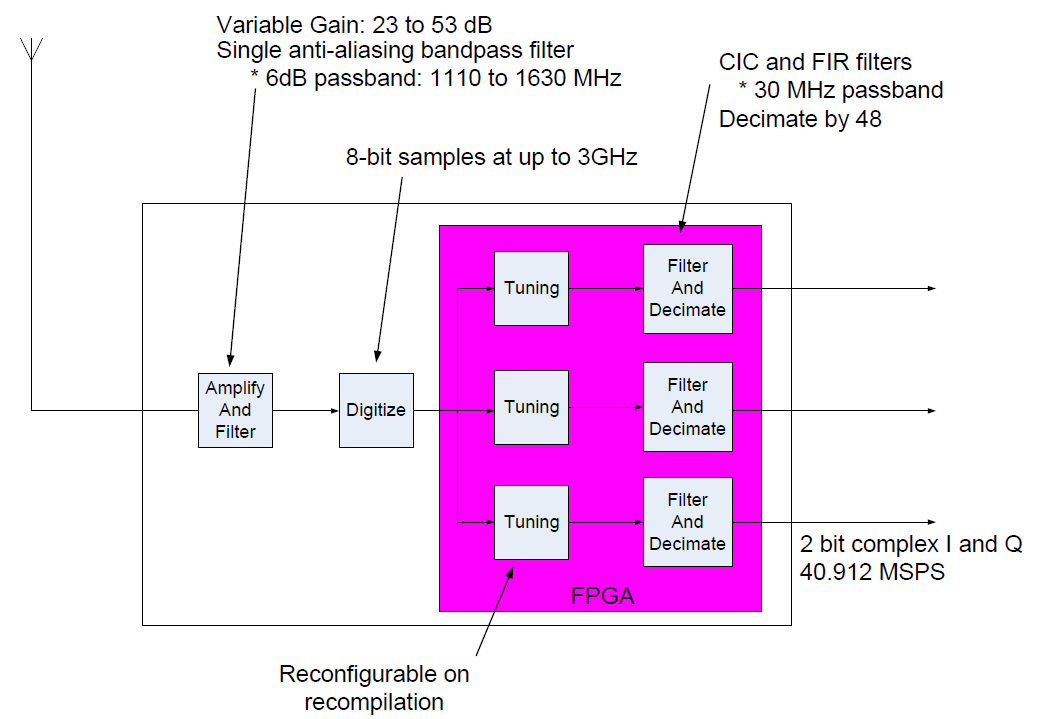 Variable Gain: 23 to 53 dB
Single anti-aliasing bandpass filter
* 6dB passband: 1110 to 1630 MHz
CIC and FIR filters
* 30 MHz passband
Decimate by 48
8-bit samples at up to 3GHz
Tuning
Filter
And
Decimate
Amplify
And
Filter
Digitize
Tuning
Filter
And
Decimate
Tuning
Filter
And
Decimate
2 bit complex I and Q
40.912 MSPS
FPGA
Reconfigurable on
recompilation